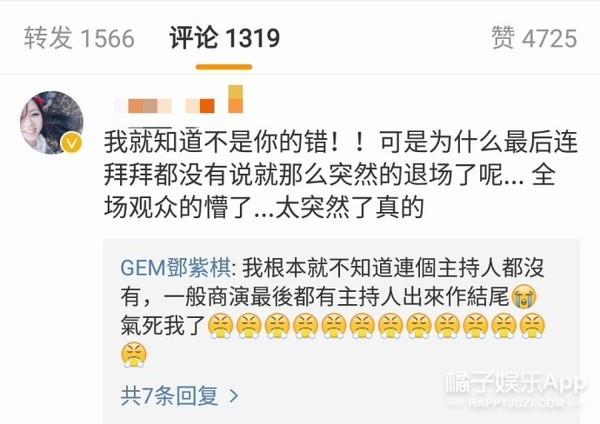 转发 1566 评论 1319 赞 4725
我就知道不是你的错！！可是为什么最后连
拜拜都没有说就那么突然的退场了呢... 全
场观众的懵了...太突然了真的
GEM鄧紫棋: 我根本就不知道連個主持人都沒
有，一般商演最後都有主持人出來作結尾😭
氣死我了😤😤😤😤😤😤😤😤😤😤😤😤
😤
共7条回复 >
橘子娱乐App
HAPPYJUZI.COM